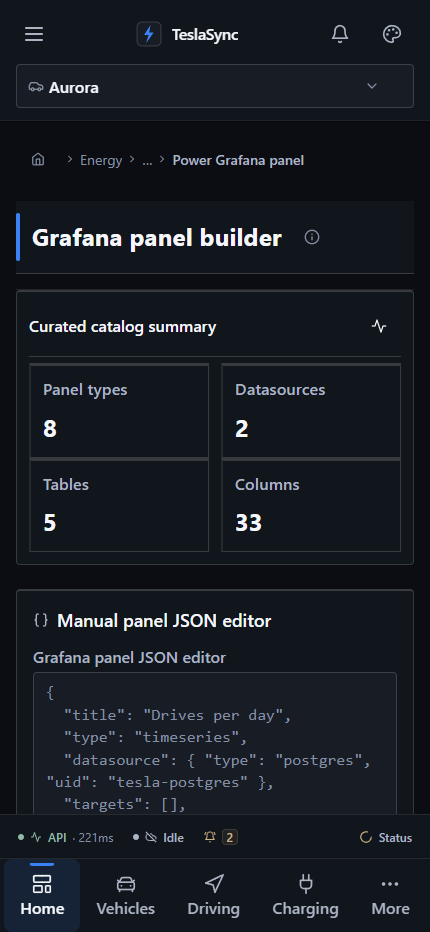 TeslaSync
Aurora
Energy
...
Power Grafana panel
Grafana panel builder
Curated catalog summary
Panel types
Datasources
8
2
Tables
Columns
5
33
{} Manual panel JSON editor
Grafana panel JSON editor
{
"title": "Drives per day",
"type": "timeseries",
"datasource": { "type": "postgres",
"uid": "tesla-postgres" },
"targets": [],
API · 221ms
Idle
2
Status
Home
Vehicles
Driving
Charging
More